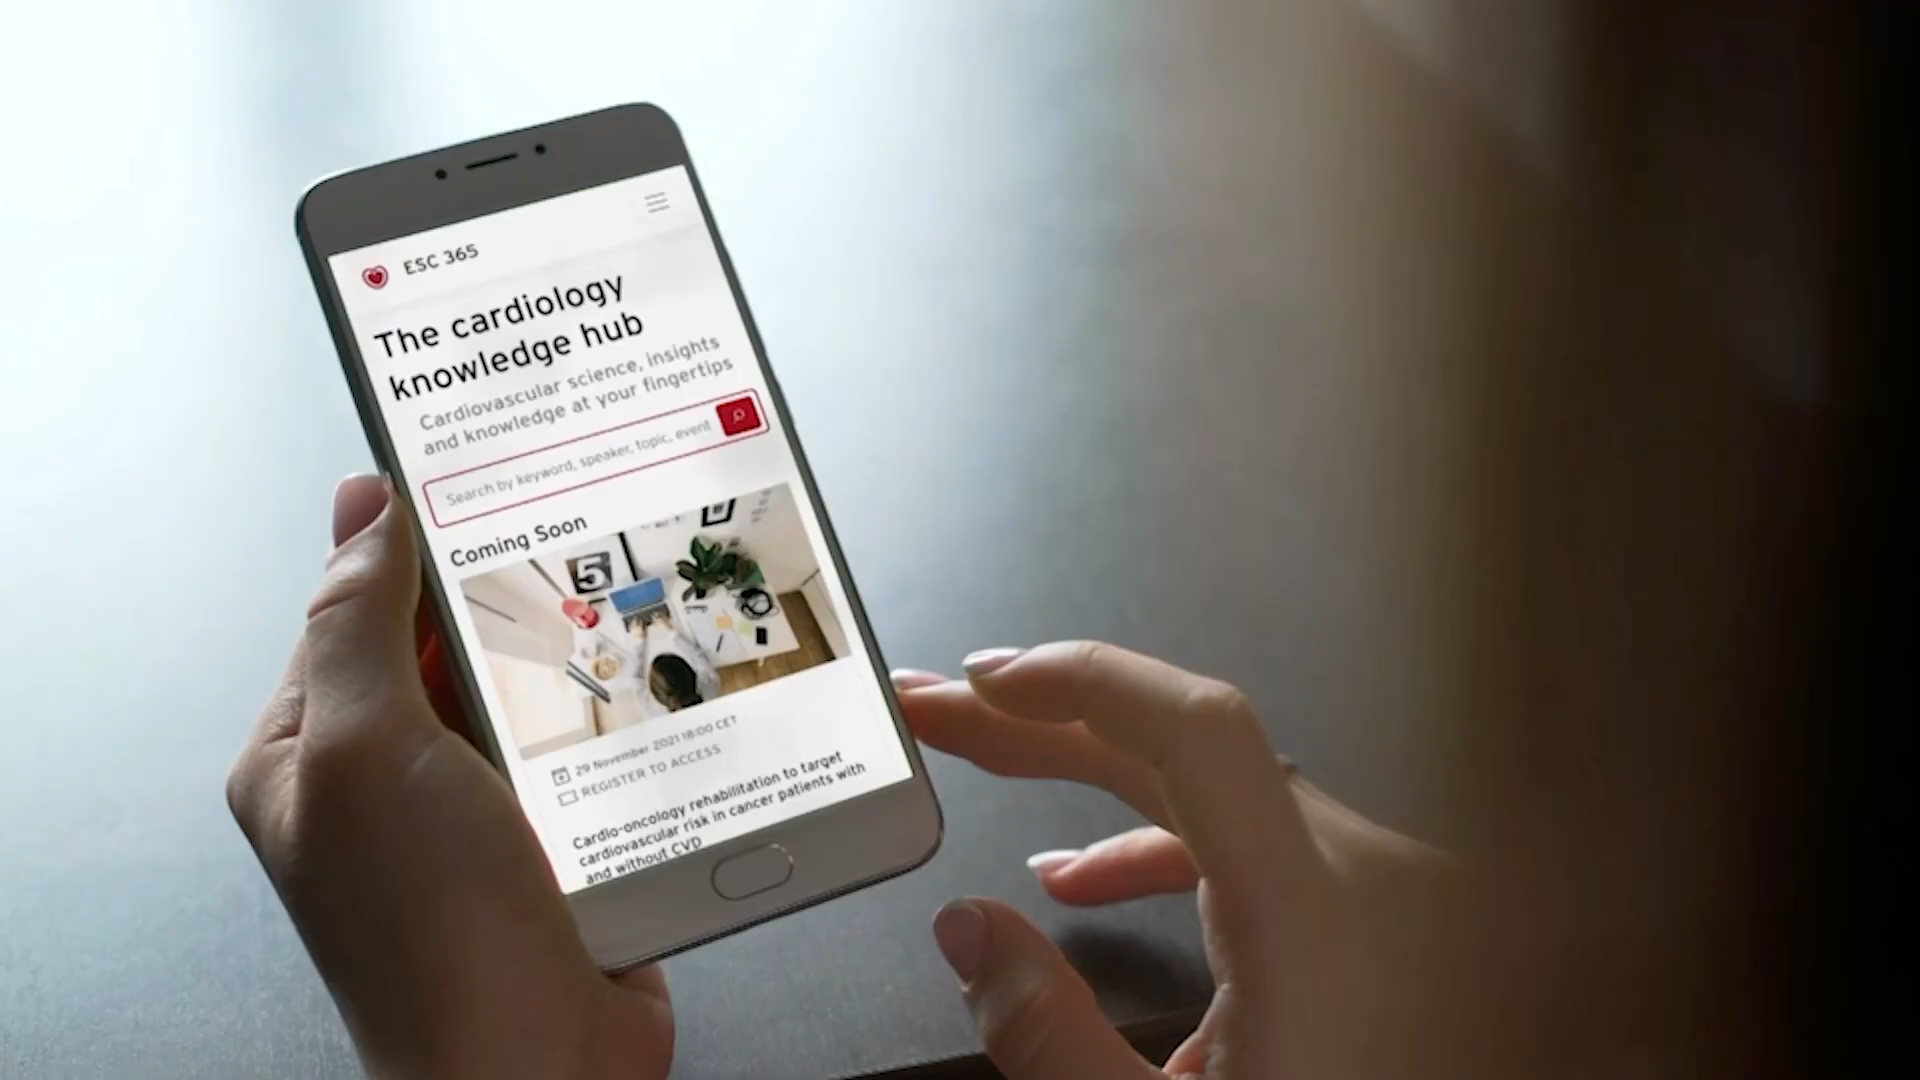 ESC 365
The cardiology
knowledge hub
Cardiovascular science, insights
and knowledge at your fingertips
Search by keyword, speaker, topic, event
Coming Soon
5
29 November 2021 18:00 CET
REGISTER TO ACCESS
Cardio-oncology rehabilitation to target
cardiovascular risk in cancer patients with
and without CVD